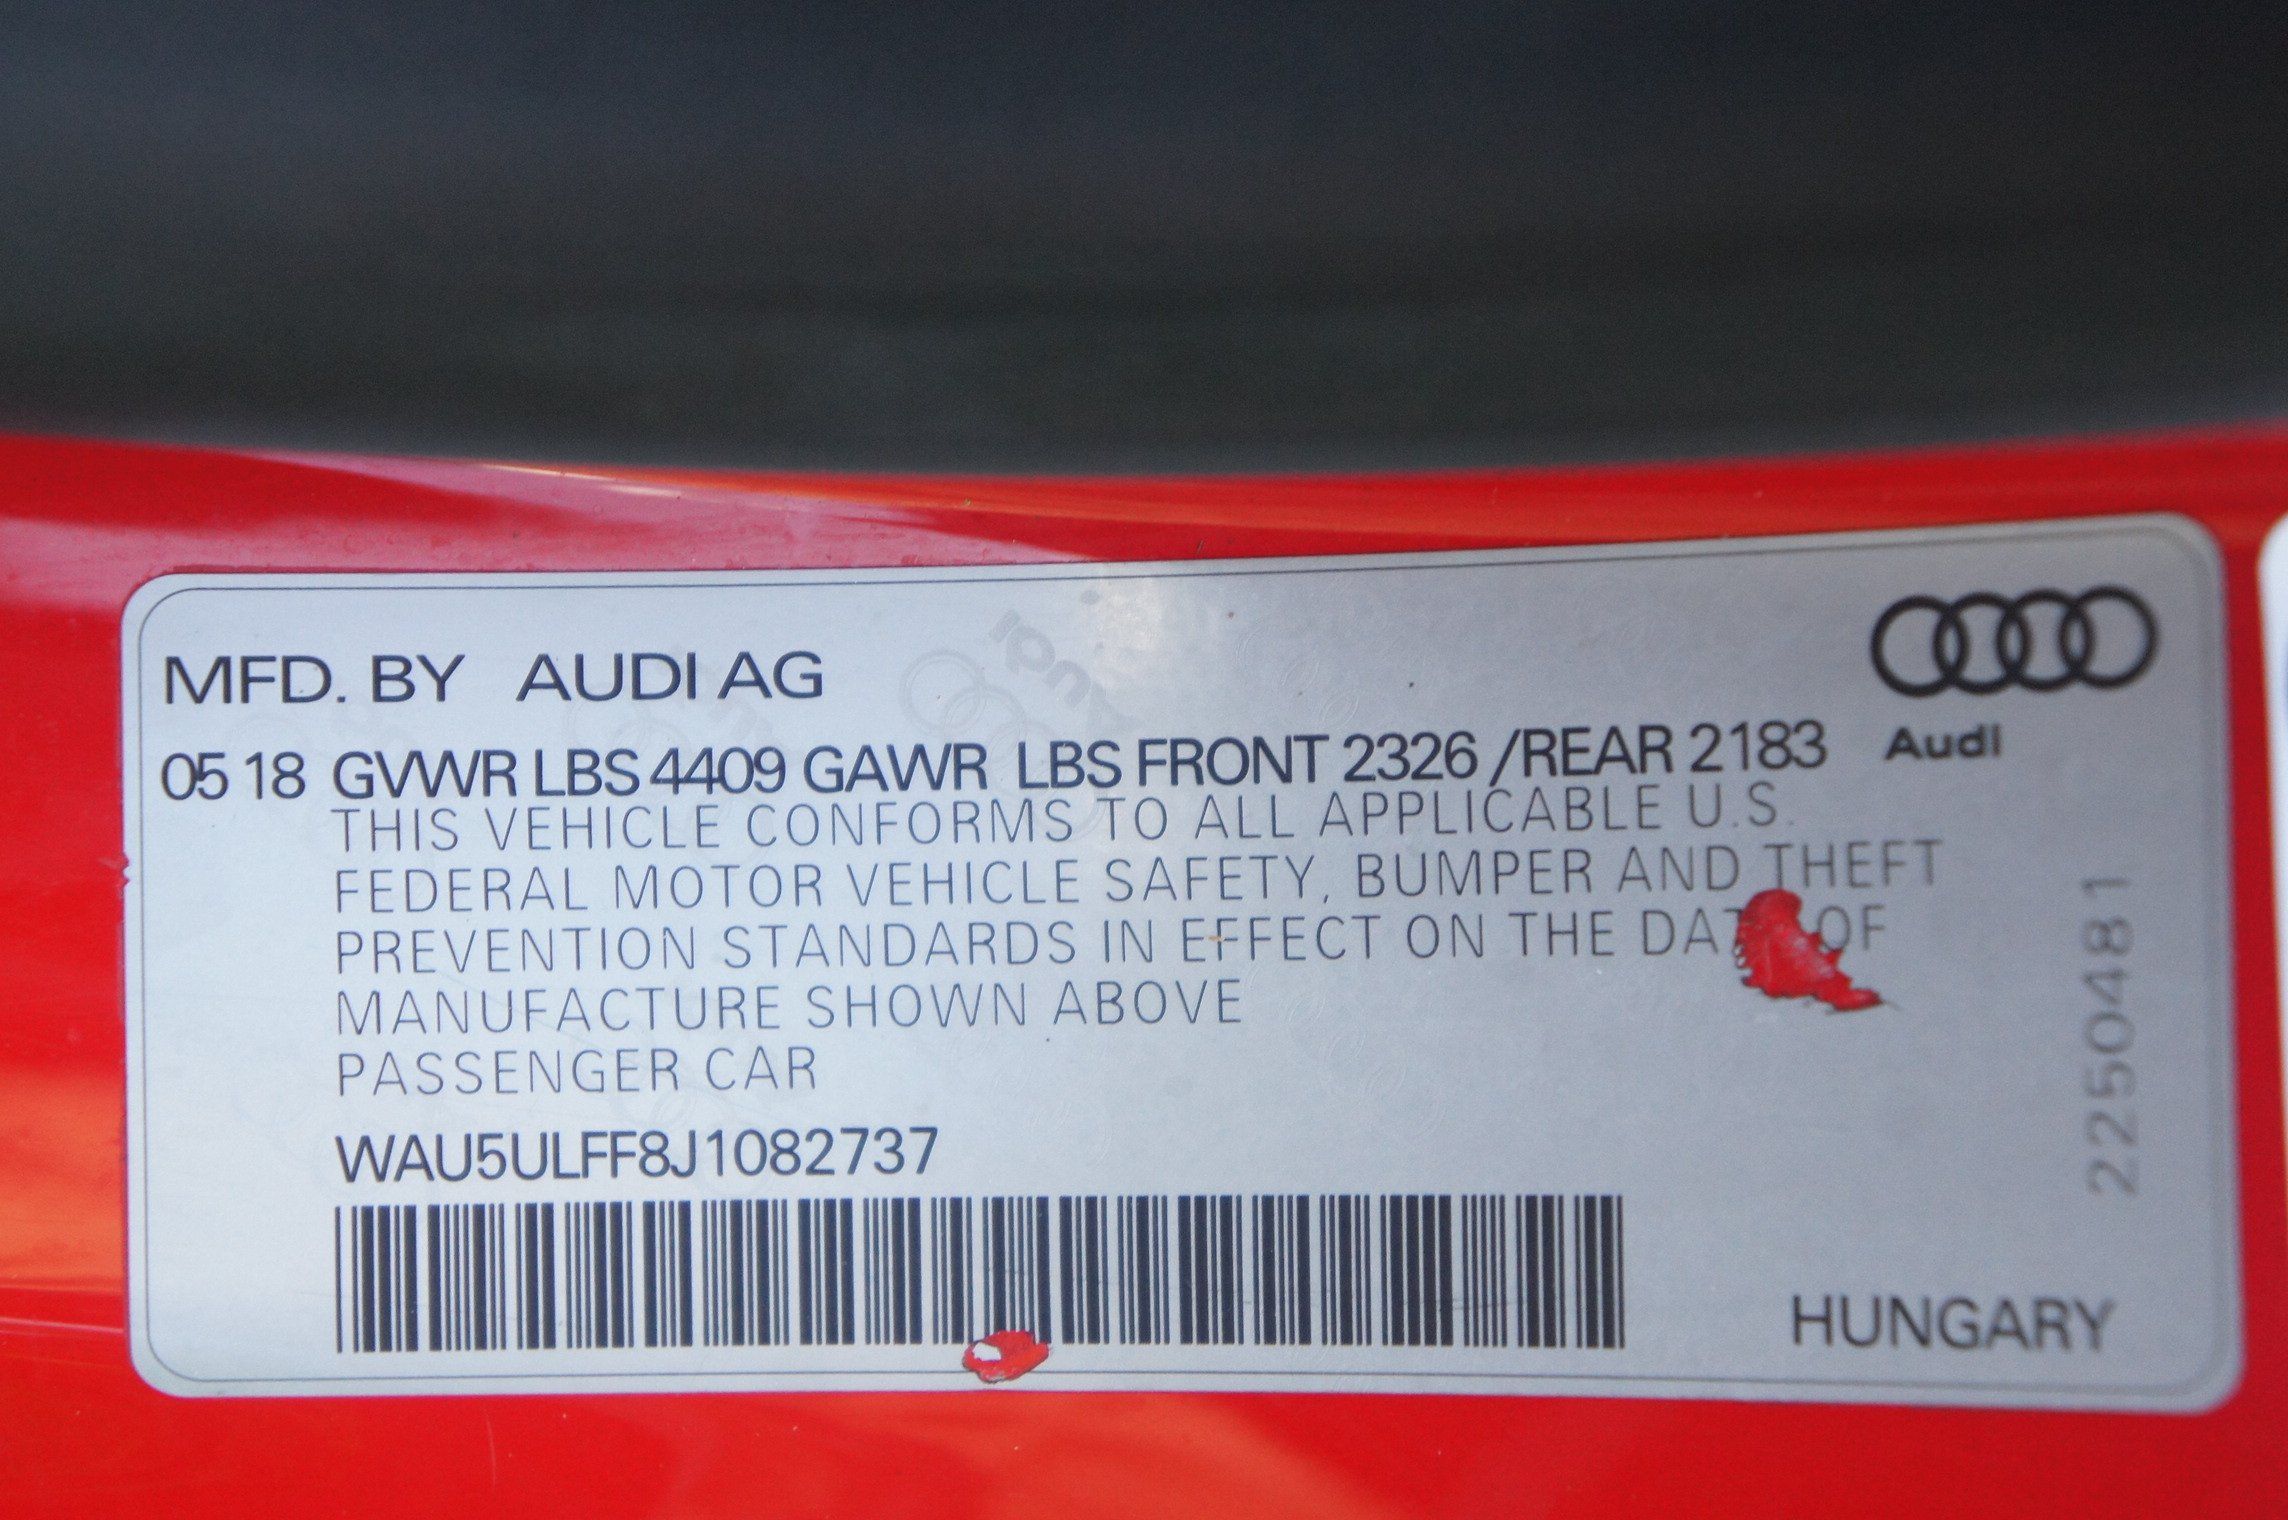 MFD. BY AUDI AG
Audi
05 18 GVWR LBS 4409 GAWR LBS FRONT 2326 /REAR 2183
THIS VEHICLE CONFORMS TO ALL APPLICABLE U.S.
FEDERAL MOTOR VEHICLE SAFETY, BUMPER AND THEFT
PREVENTION STANDARDS IN EFFECT ON THE DATE OF
MANUFACTURE SHOWN ABOVE
PASSENGER CAR
WAU5ULFF8J1082737
HUNGARY
2250481